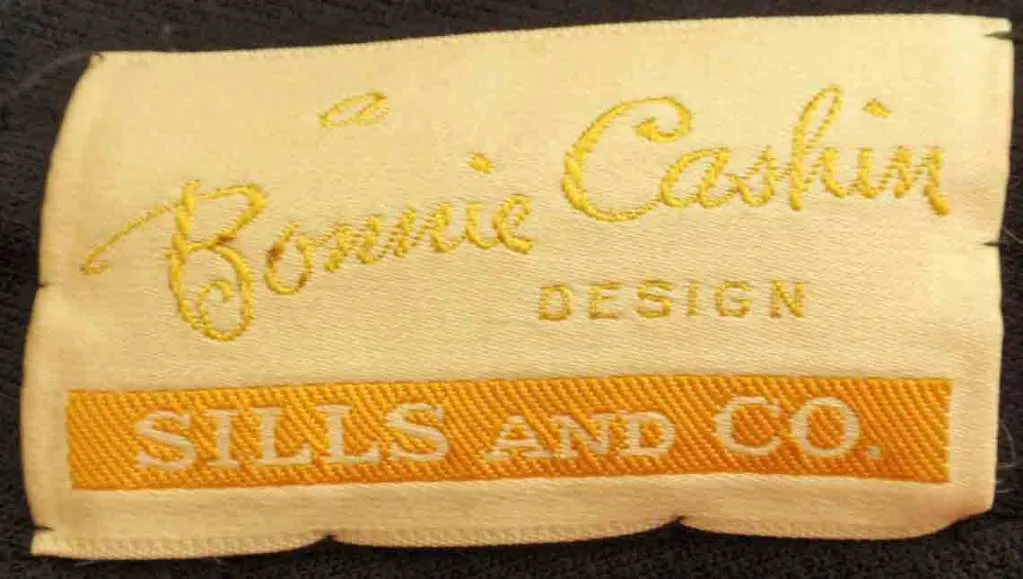 a
Bonnie Cashin
DESIGN
SILLS AND CO.